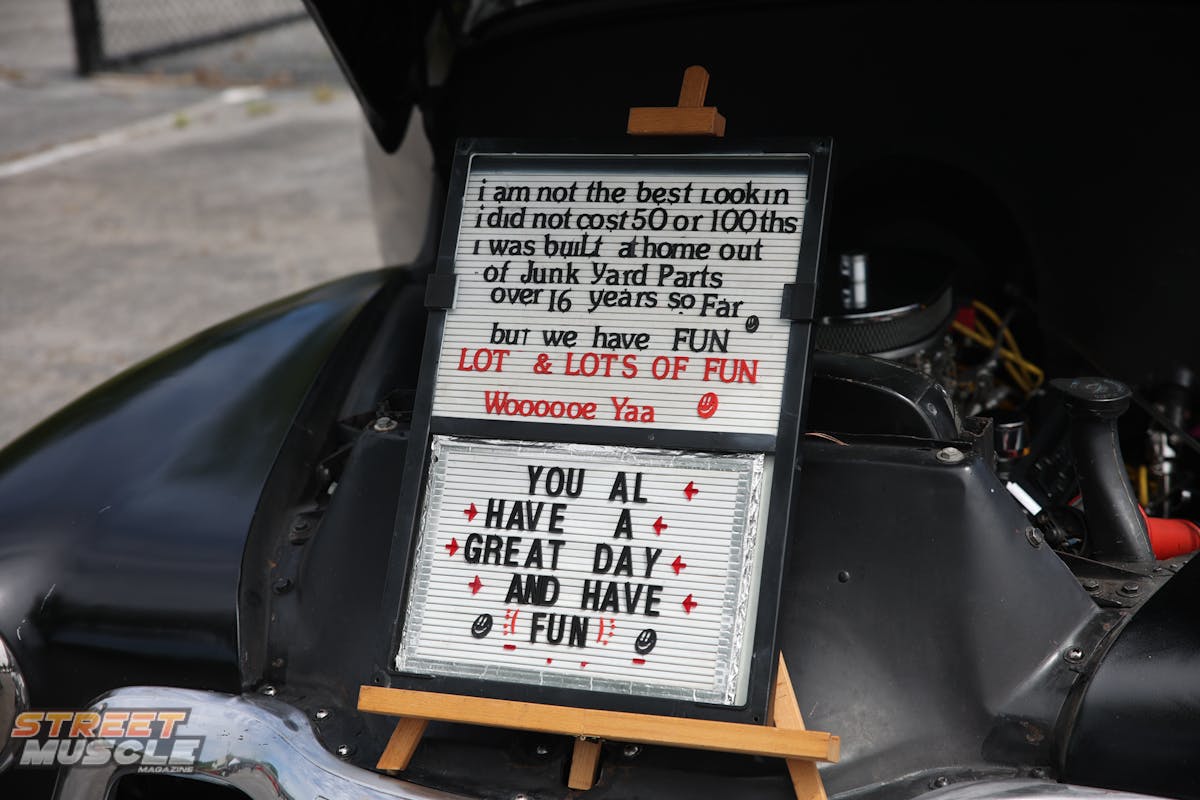 i am not the best Lookin
i did not cost 50 or 100ths
i was built at home out
of Junk Yard Parts
over 16 years so Far
but we have FUN
LOT & LOTS OF FUN
Woooooe Yaa
YOU AL
HAVE A
GREAT DAY
AND HAVE
FUN
STREET
MUSCLE
MAGAZINE